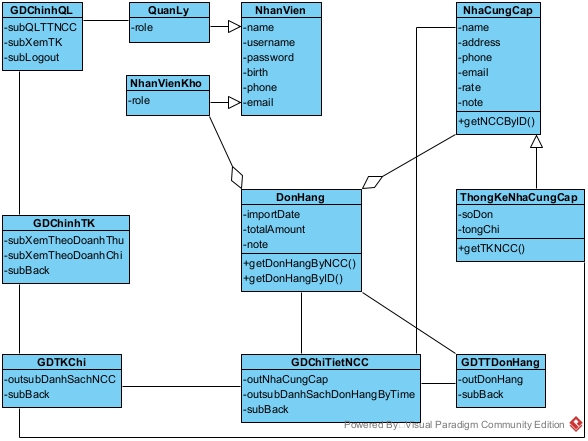 GDChinhQL
-subQLTTNCC
-subXemTK
-subLogout
QuanLy
-role
NhanVien
-name
-username
-password
-birth
-phone
-email
NhaCungCap
-name
-address
-phone
-email
-rate
-note
+getNCCByID()
NhanVienKho
-role
DonHang
-importDate
-totalAmount
-note
+getDonHangByNCC()
+getDonHangByID()
ThongKeNhaCungCap
-soDon
-tongChi
+getTKNCC()
GDChinhTK
-subXemTheoDoanhThu
-subXemTheoDoanhChi
-subBack
GDTKChi
-outsubDanhSachNCC
-subBack
GDChiTietNCC
-outNhaCungCap
-outsubDanhSachDonHangByTime
-subBack
GDTTDonHang
-outDonHang
-subBack
Powered By::Visual Paradigm Community Edition